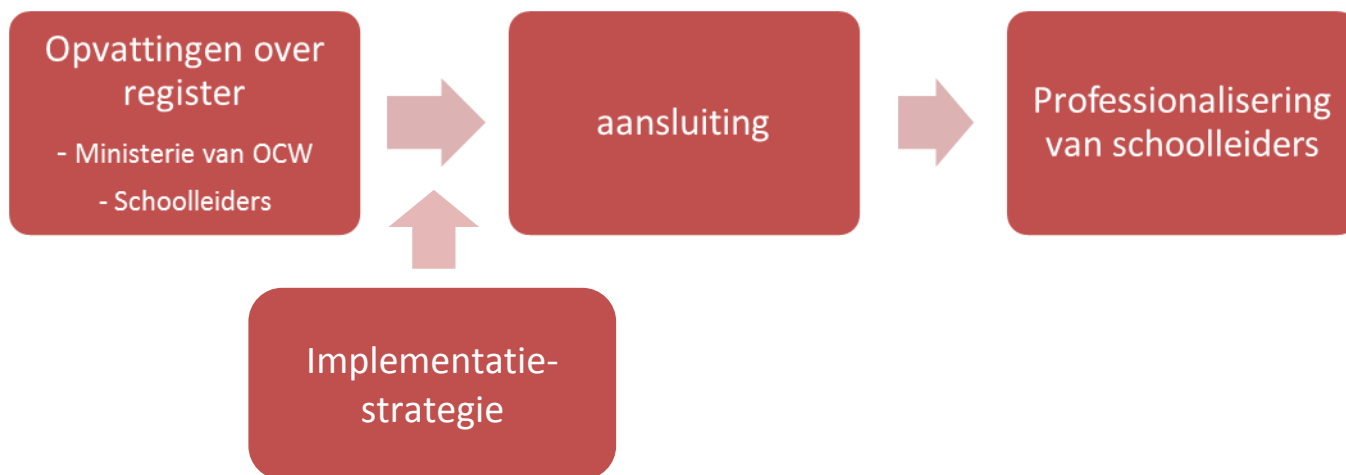 Opvattingen over
register
- Ministerie van OCW
- Schoolleiders
aansluiting
Professionalisering
van schoolleiders
Implementatie-
strategie